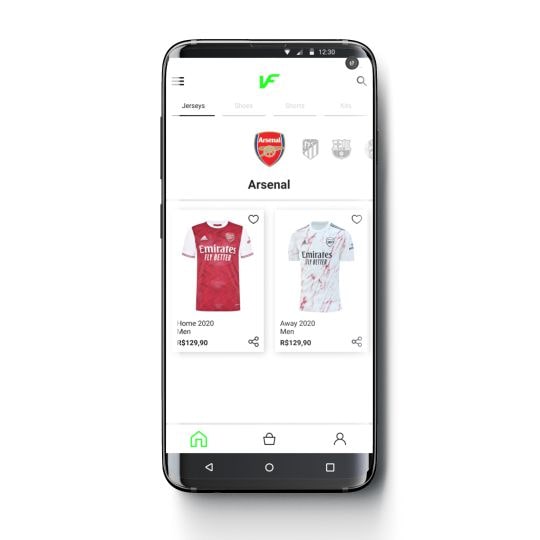 12:30
VF
Jerseys
Shoes
Shorts
Kits
Arsenal
Arsenal
Emirates
FLY BETTER
Emirates
FLY BETTER
Home 2020
Men
R$129,90
Away 2020
Men
R$129,90